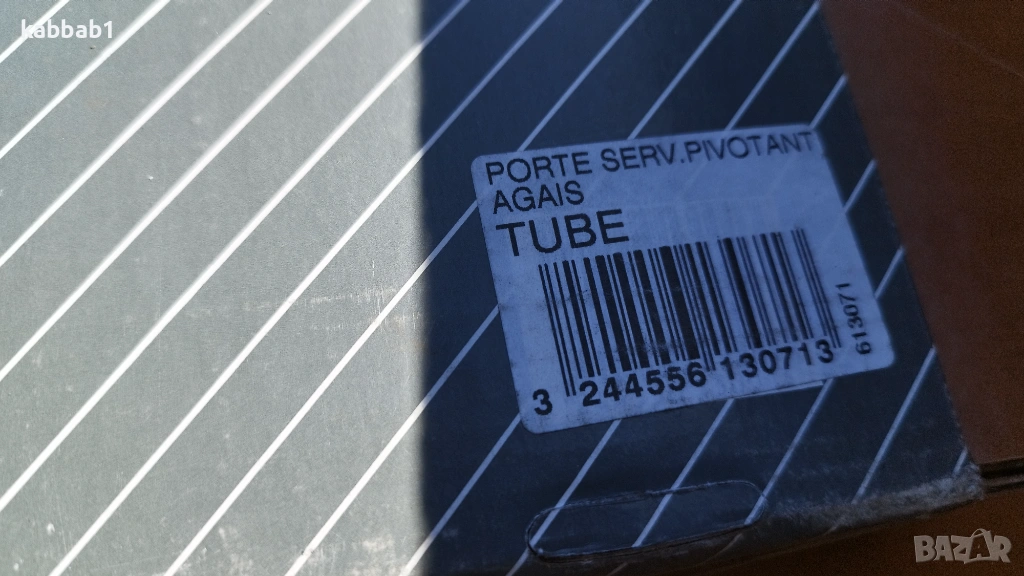 kabbab1
PORTE SERV.PIVOTANT
AGAIS
TUBE
3 244556 130713
613071
BAZAR